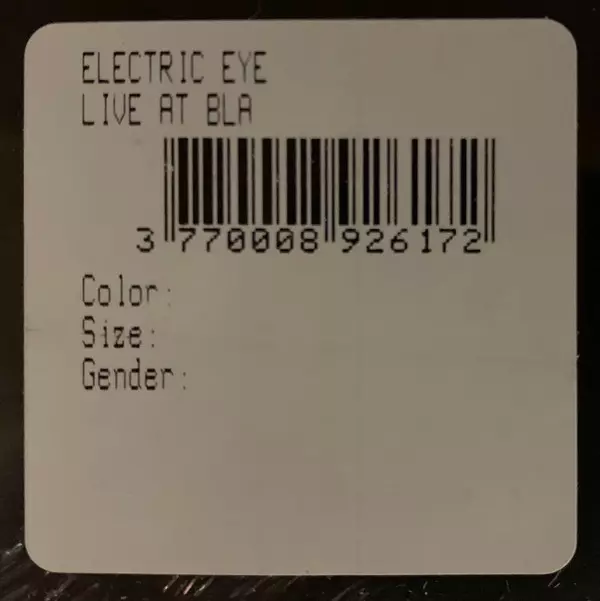 ELECTRIC EYE
LIVE AT BLA
3 770008 926172
Color:
Size:
Gender: